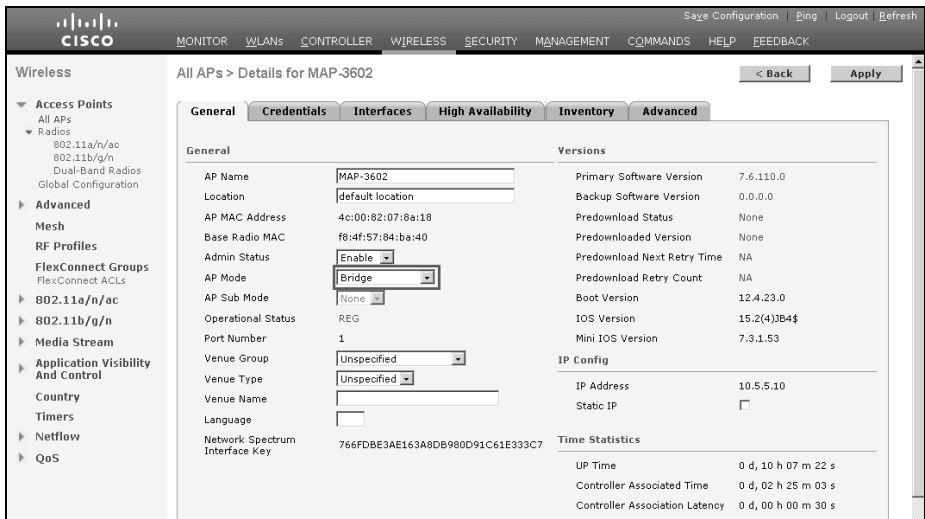 Save Configuration | Ping | Logout | Refresh
CISCO
MONITOR WLANs CONTROLLER WIRELESS SECURITY MANAGEMENT COMMANDS HELP FEEDBACK
Wireless
Access Points
All APs
Radios
802.11a/n/ac
802.11b/g/n
Dual-Band Radios
Global Configuration
Advanced
Mesh
RF Profiles
FlexConnect Groups
FlexConnect ACLs
802.11a/n/ac
802.11b/g/n
Media Stream
Application Visibility
And Control
Country
Timers
Netflow
QoS
All APs > Details for MAP-3602
< Back Apply
General Credentials Interfaces High Availability Inventory Advanced
General
AP Name MAP-3602
Location default location
AP MAC Address 4c:00:82:07:8a:18
Base Radio MAC f8:4f:57:84:ba:40
Admin Status Enable
AP Mode Bridge
AP Sub Mode None
Operational Status REG
Port Number 1
Venue Group Unspecified
Venue Type Unspecified
Venue Name
Language
Network Spectrum
Interface Key 766FDBE3AE163A8DB980D91C61E333C7
Versions
Primary Software Version 7.6.110.0
Backup Software Version 0.0.0.0
Predownload Status None
Predownloaded Version None
Predownload Next Retry Time NA
Predownload Retry Count NA
Boot Version 12.4.23.0
IOS Version 15.2(4)JB4$
Mini IOS Version 7.3.1.53
IP Config
IP Address 10.5.5.10
Static IP
Time Statistics
UP Time 0 d, 10 h 07 m 22 s
Controller Associated Time 0 d, 02 h 25 m 03 s
Controller Association Latency 0 d, 00 h 00 m 30 s